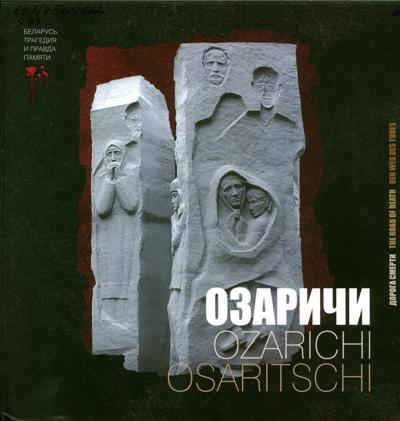 БЕЛАРУСЬ.
ТРАГЕДИЯ
И ПРАВДА
ПАМЯТИ
ОЗАРИЧИ
OZARICHI
OSARITSCHI
ДОРОГА СМЕРТИ THE ROAD OF DEATH DER WEG DES TODES